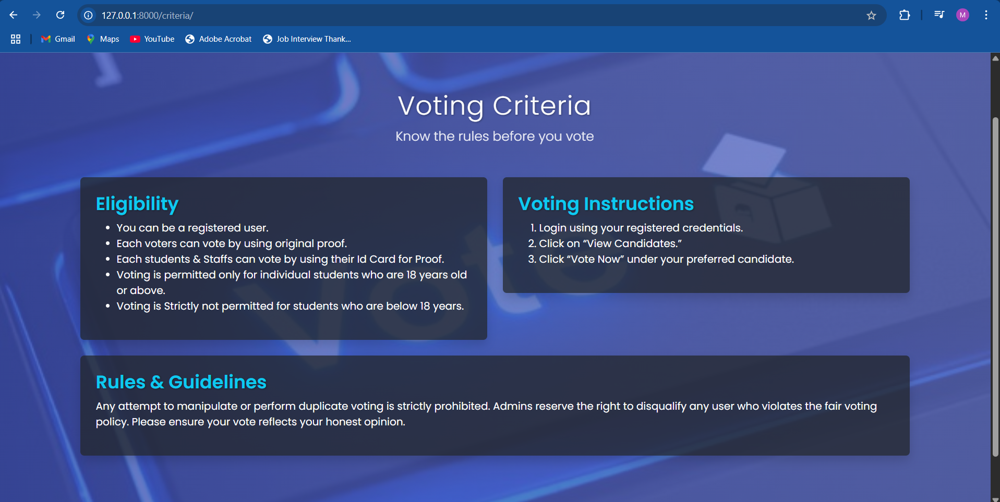 127.0.0.1:8000/criteria/
M
Gmail
Maps
YouTube
Adobe Acrobat
Job Interview Thank...
Voting Criteria
Know the rules before you vote
Eligibility
• You can be a registered user.
• Each voters can vote by using original proof.
• Each students & Staffs can vote by using their Id Card for Proof.
• Voting is permitted only for individual students who are 18 years old
or above.
• Voting is Strictly not permitted for students who are below 18 years.
Voting Instructions
1. Login using your registered credentials.
2. Click on “View Candidates.”
3. Click “Vote Now” under your preferred candidate.
Vote
Rules & Guidelines
Any attempt to manipulate or perform duplicate voting is strictly prohibited. Admins reserve the right to disqualify any user who violates the fair voting
policy. Please ensure your vote reflects your honest opinion.